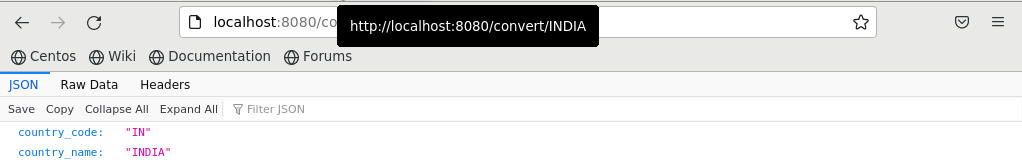 localhost:8080/co
http://localhost:8080/convert/INDIA
Centos Wiki Documentation Forums
JSON Raw Data Headers
Save Copy Collapse All Expand All Filter JSON
country_code: "IN"
country_name: "INDIA"